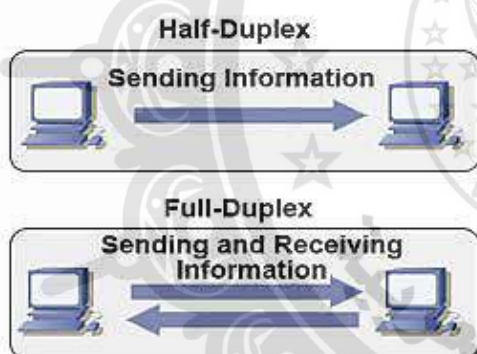 Half-Duplex
Sending Information
Full-Duplex
Sending and Receiving
Information